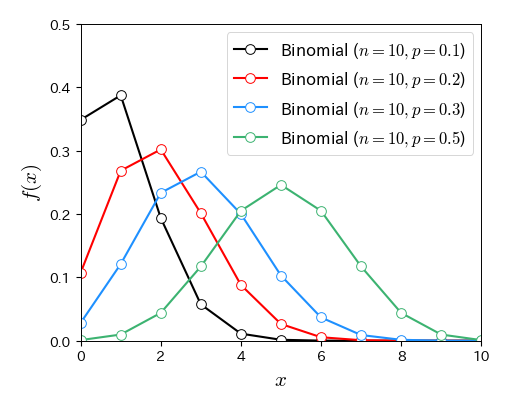 0.5
0.4
0.3
0.2
0.1
0.0
f(x)
Binomial (n = 10, p = 0.1)
Binomial (n = 10, p = 0.2)
Binomial (n = 10, p = 0.3)
Binomial (n = 10, p = 0.5)
0 2 4 6 8 10
x